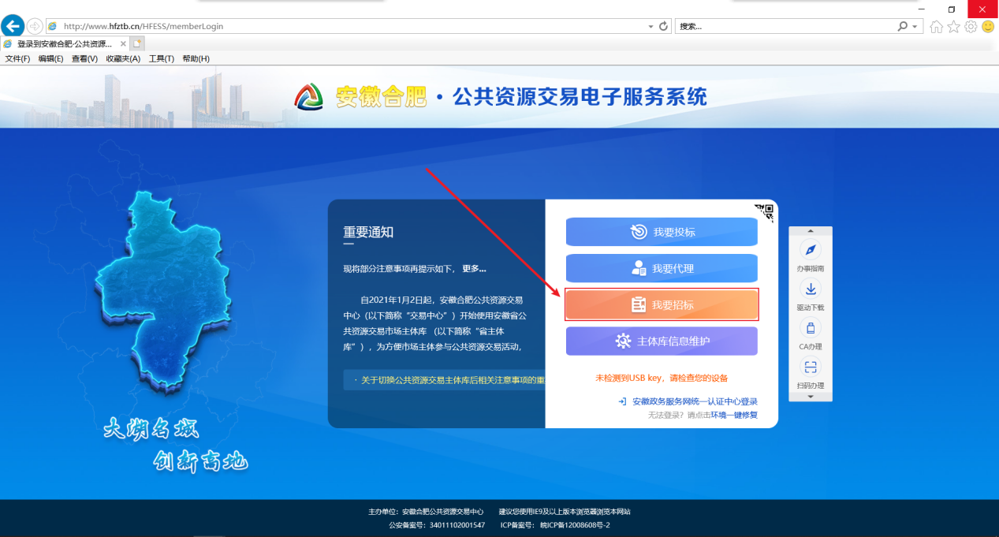 http://www.hfztb.cn/HFESS/memberLogin
搜索...
登录到安徽合肥·公共资源...
文件(F) 编辑(E) 查看(V) 收藏夹(A) 工具(T) 帮助(H)
安徽合肥·公共资源交易电子服务系统
重要通知
现将部分注意事项再提示如下， 更多...
自2021年1月2日起，安徽合肥公共资源交易
中心（以下简称“交易中心”）开始使用安徽省公
共资源交易市场主体库 （以下简称“省主体
库”），为方便市场主体参与公共资源交易活动，
· 关于切换公共资源交易主体库后相关注意事项的重
我要投标
我要代理
我要招标
主体库信息维护
未检测到USB key，请检查您的设备
安徽政务服务网统一认证中心登录
无法登录？请点击环境一键修复
办事指南
驱动下载
CA办理
扫码办理
大湖名城
创新高地
主办单位：安徽合肥公共资源交易中心 建议您使用IE9及以上版本浏览器浏览本网站
公安备案号：34011102001547 ICP备案号： 皖ICP备12008608号-2